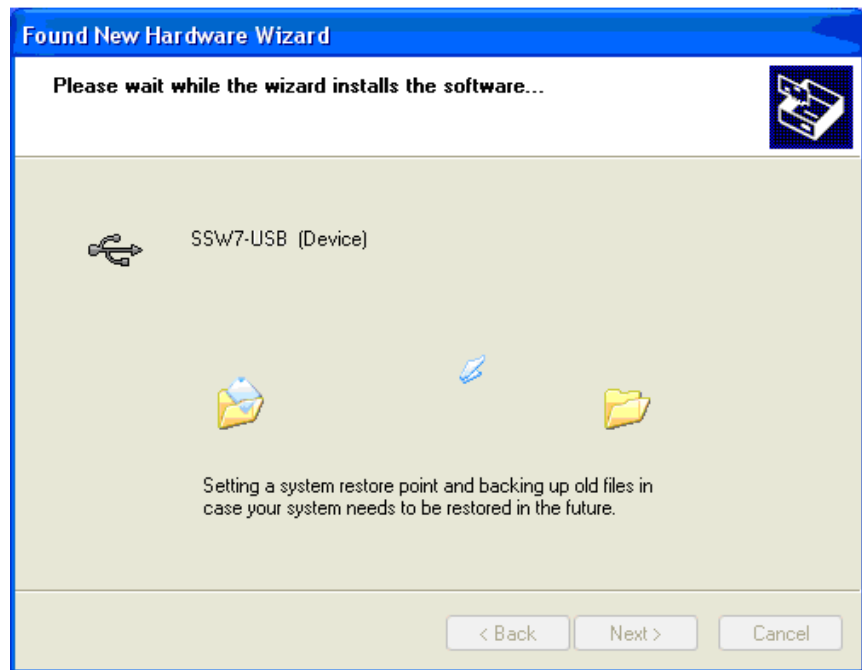 Found New Hardware Wizard
Please wait while the wizard installs the software...
SSW7-USB (Device)
Setting a system restore point and backing up old files in
case your system needs to be restored in the future.
< Back
Next >
Cancel